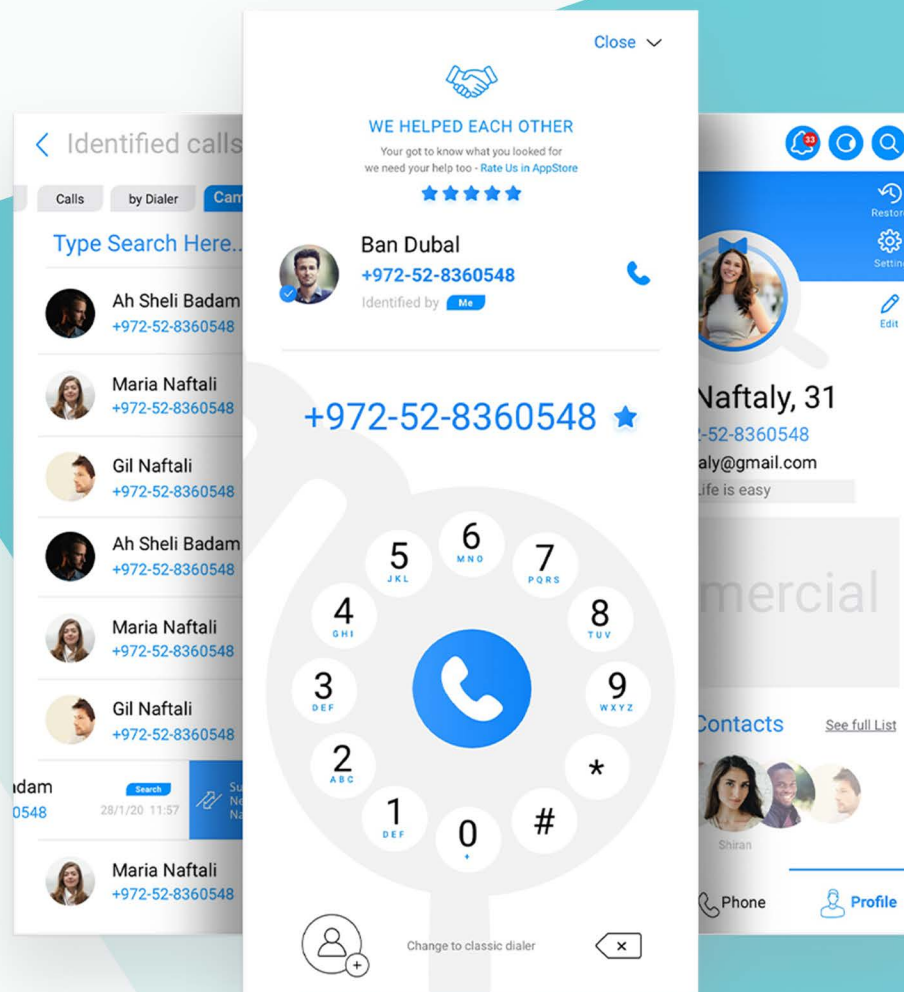 Identified calls
Calls
by Dialer
Type Search Here..
Ah Sheli Badam
+972-52-8360548
Maria Naftali
+972-52-8360548
Gil Naftali
+972-52-8360548
Ah Sheli Badam
+972-52-8360548
Maria Naftali
+972-52-8360548
Gil Naftali
+972-52-8360548
Search
28/1/20 11:57
0548
Maria Naftali
+972-52-8360548
Close
WE HELPED EACH OTHER
Your got to know what you looked for
we need your help too - Rate Us in AppStore
Ban Dubal
+972-52-8360548
Identified by Me
+972-52-8360548
6
MNO
5
JKL
7
PQRS
4
GHI
8
TUV
3
DEF
9
WXYZ
2
ABC
*
1
DEF
0
+
#
Change to classic dialer
33
Restore
Setting
Edit
Naftaly, 31
-52-8360548
aly@gmail.com
Life is easy
mercial
Contacts
See full List
Shiran
Phone
Profile